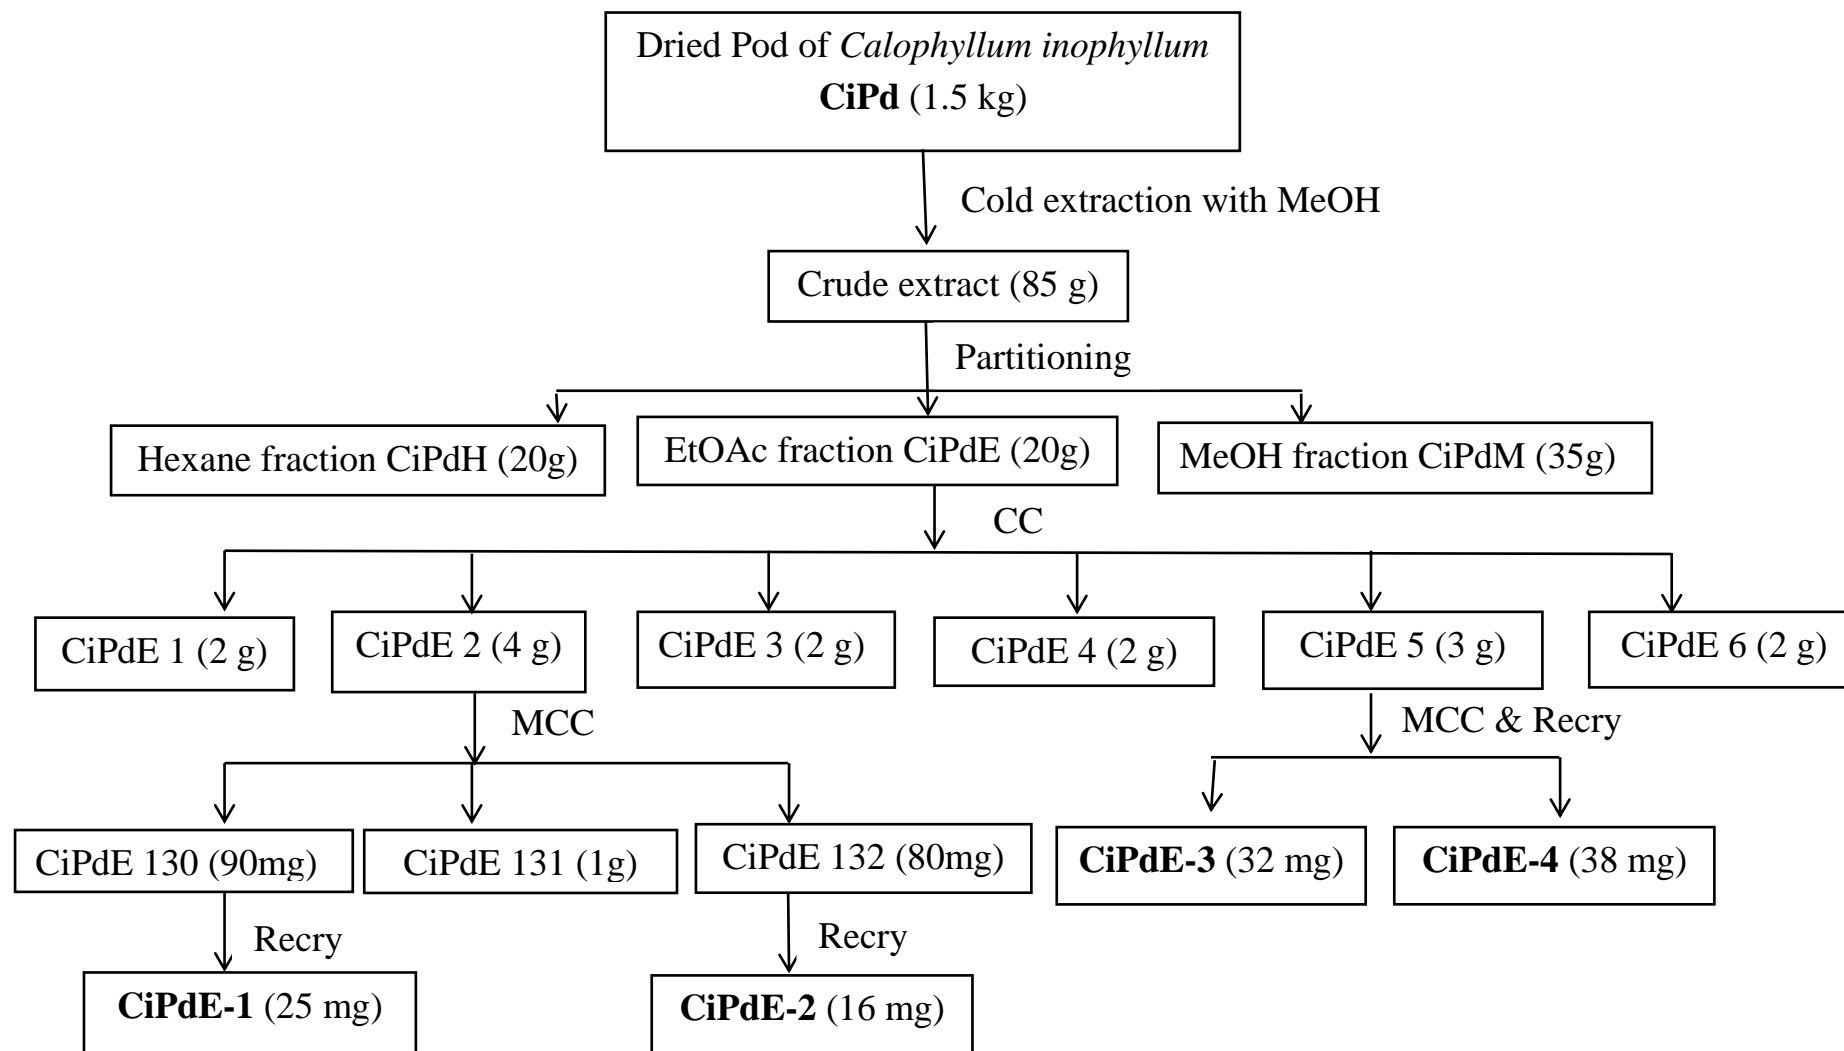 Dried Pod of Calophyllum inophyllum
CiPd (1.5 kg)
Cold extraction with MeOH
Crude extract (85 g)
Partitioning
Hexane fraction CiPdH (20g)
EtOAc fraction CiPdE (20g)
MeOH fraction CiPdM (35g)
CC
CiPdE 1 (2 g)
CiPdE 2 (4 g)
CiPdE 3 (2 g)
CiPdE 4 (2 g)
CiPdE 5 (3 g)
CiPdE 6 (2 g)
MCC
MCC & Recry
CiPdE 130 (90mg)
CiPdE 131 (1g)
CiPdE 132 (80mg)
CiPdE-3 (32 mg)
CiPdE-4 (38 mg)
Recry
Recry
CiPdE-1 (25 mg)
CiPdE-2 (16 mg)